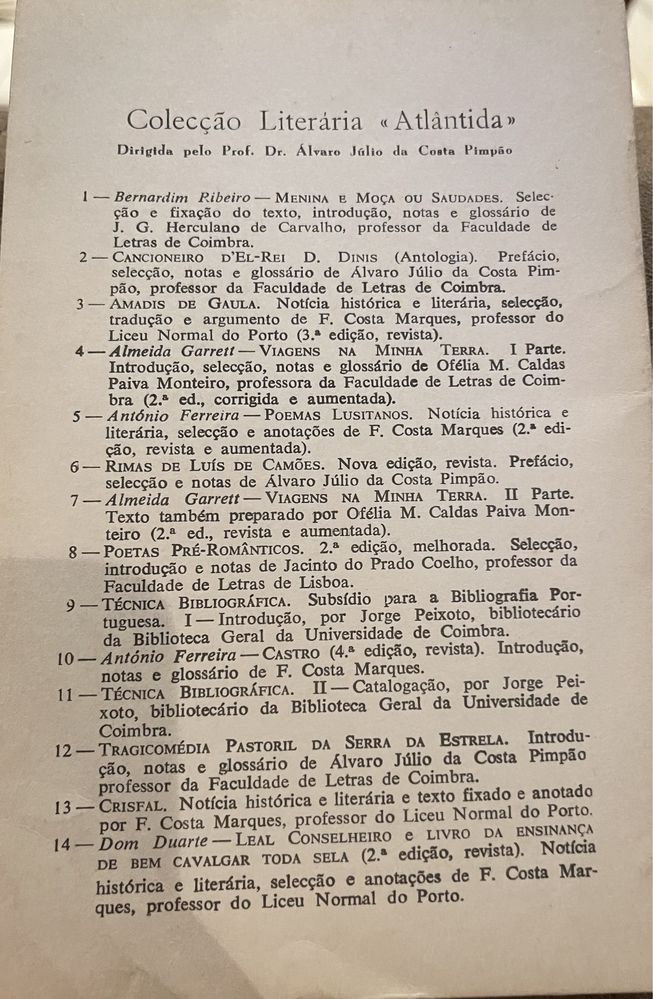 Colecção Literária «Atlântida»
Dirigida pelo Prof. Dr. Álvaro Júlio da Costa Pimpão
1 — Bernardim Ribeiro — MENINA E MOÇA OU SAUDADES. Selec-
ção e fixação do texto, introdução, notas e glossário de
J. G. Herculano de Carvalho, professor da Faculdade de
Letras de Coimbra.
2 — CANCIONEIRO D'EL-REI D. DINIS (Antologia). Prefácio,
selecção, notas e glossário de Álvaro Júlio da Costa Pim-
pão, professor da Faculdade de Letras de Coimbra.
3 — AMADIS DE GAULA. Notícia histórica e literária, selecção,
tradução e argumento de F. Costa Marques, professor do
Liceu Normal do Porto (3.ª edição, revista).
4 — Almeida Garrett — VIAGENS NA MINHA TERRA. I Parte.
Introdução, selecção, notas e glossário de Ofélia M. Caldas
Paiva Monteiro, professora da Faculdade de Letras de Coim-
bra (2.ª ed., corrigida e aumentada).
5 — António Ferreira — POEMAS LUSITANOS. Notícia histórica e
literária, selecção e anotações de F. Costa Marques (2.ª edi-
ção, revista e aumentada).
6 — RIMAS DE LUÍS DE CAMÕES. Nova edição, revista. Prefácio,
selecção e notas de Álvaro Júlio da Costa Pimpão.
7 — Almeida Garrett — VIAGENS NA MINHA TERRA. II Parte.
Texto também preparado por Ofélia M. Caldas Paiva Mon-
teiro (2.ª ed., revista e aumentada).
8 — POETAS PRÉ-ROMÂNTICOS. 2.ª edição, melhorada. Selecção,
introdução e notas de Jacinto do Prado Coelho, professor da
Faculdade de Letras de Lisboa.
9 — TÉCNICA BIBLIOGRÁFICA. Subsídio para a Bibliografia Por-
tuguesa. I — Introdução, por Jorge Peixoto, bibliotecário
da Biblioteca Geral da Universidade de Coimbra.
10 — António Ferreira — CASTRO (4.ª edição, revista). Introdução,
notas e glossário de F. Costa Marques.
11 — TÉCNICA BIBLIOGRÁFICA. II — Catalogação, por Jorge Pei-
xoto, bibliotecário da Biblioteca Geral da Universidade de
Coimbra.
12 — TRAGICOMÉDIA PASTORIL DA SERRA DA ESTRELA. Introdu-
ção, notas e glossário de Álvaro Júlio da Costa Pimpão
professor da Faculdade de Letras de Coimbra.
13 — CRISFAL. Notícia histórica e literária e texto fixado e anotado
por F. Costa Marques, professor do Liceu Normal do Porto.
14 — Dom Duarte — LEAL CONSELHEIRO E LIVRO DA ENSINANÇA
DE BEM CAVALGAR TODA SELA (2.ª edição, revista). Notícia
histórica e literária, selecção e anotações de F. Costa Mar-
ques, professor do Liceu Normal do Porto.